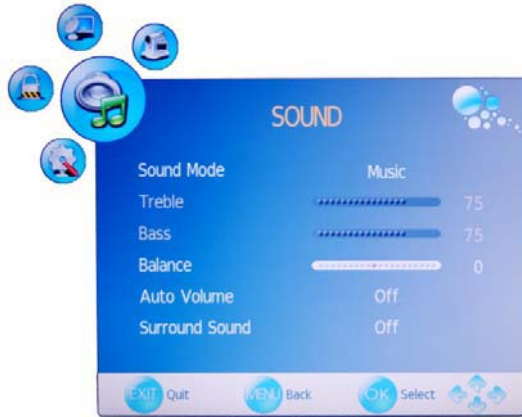 SOUND
Sound Mode Music
Treble 75
Bass 75
Balance 0
Auto Volume Off
Surround Sound Off
EXIT Quit MENU Back OK Select